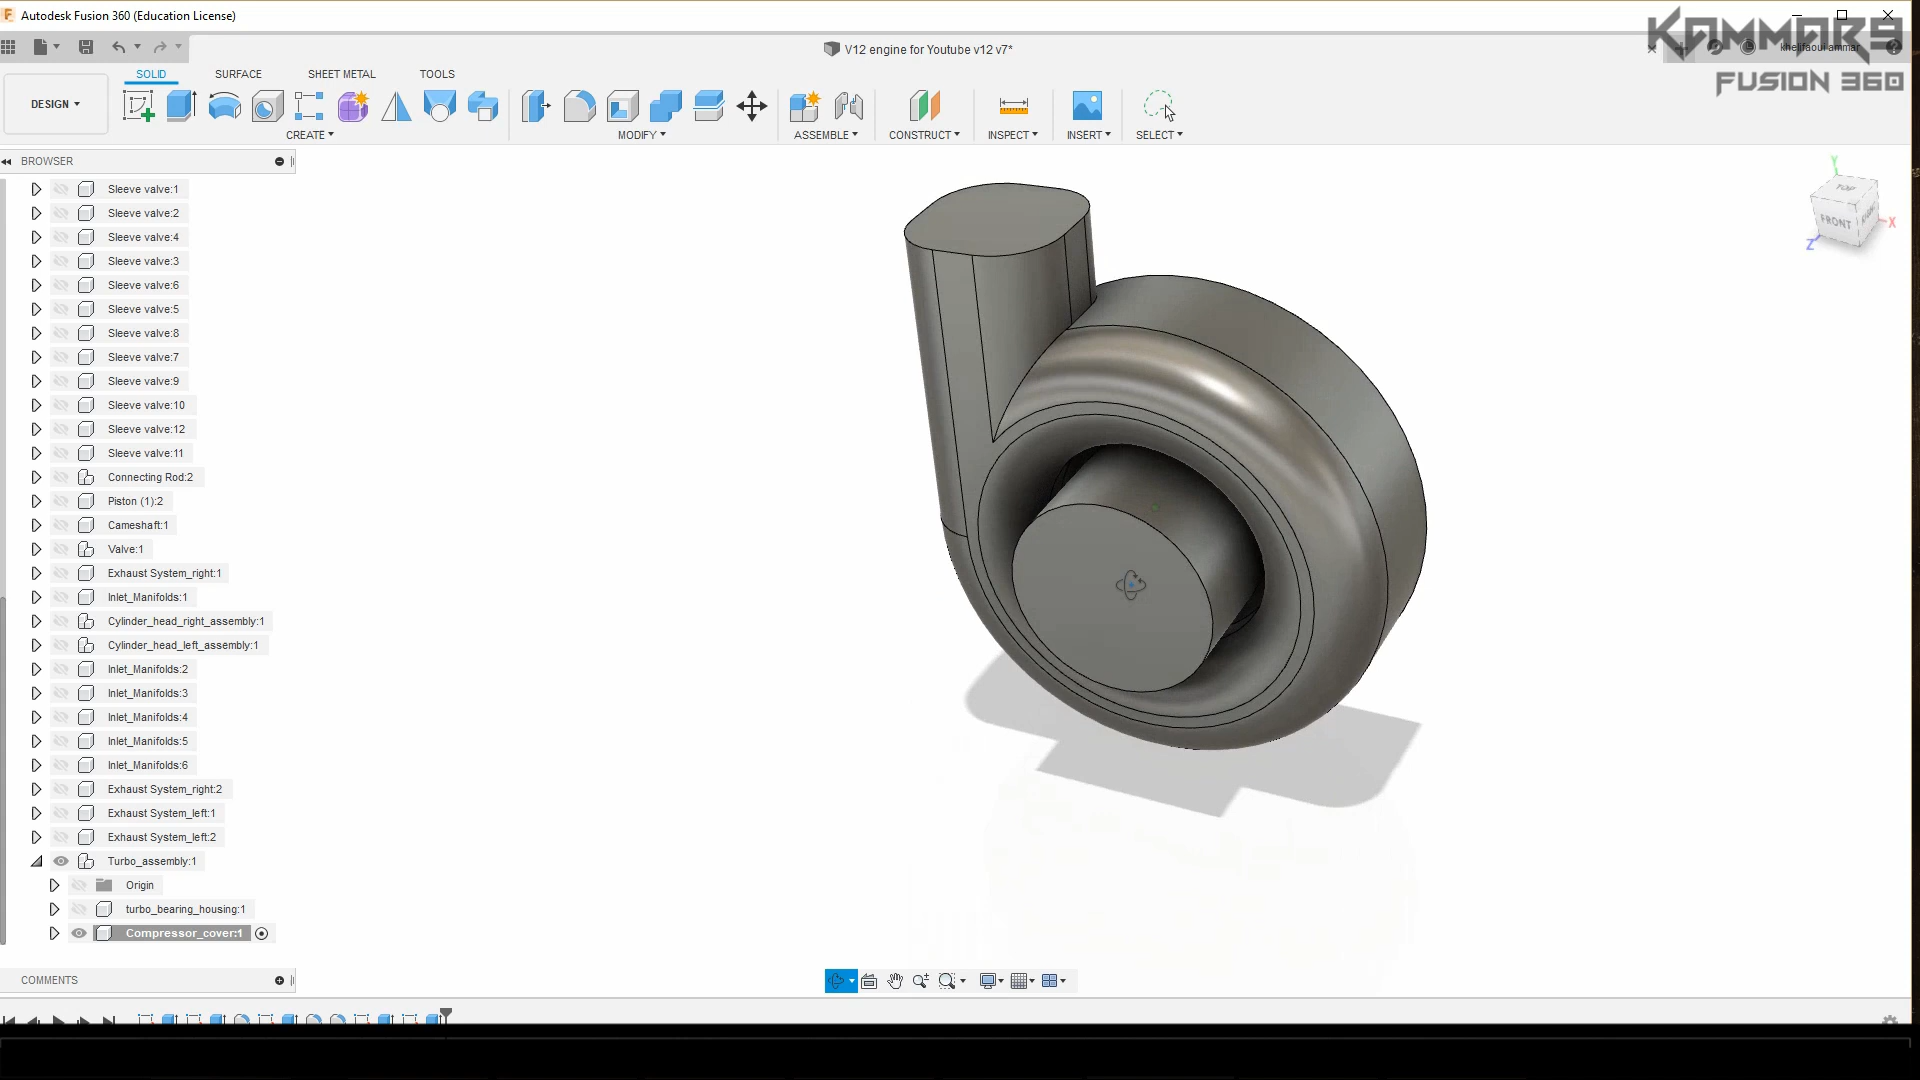 Autodesk Fusion 360 (Education License)
KAMMAR9
FUSION 360
V12 engine for Youtube v12 v7*
khelifaoui ammar
SOLID
SURFACE
SHEET METAL
TOOLS
DESIGN
CREATE
MODIFY
ASSEMBLE
CONSTRUCT
INSPECT
INSERT
SELECT
BROWSER
Sleeve valve:1
Sleeve valve:2
Sleeve valve:4
Sleeve valve:3
Sleeve valve:6
Sleeve valve:5
Sleeve valve:8
Sleeve valve:7
Sleeve valve:9
Sleeve valve:10
Sleeve valve:12
Sleeve valve:11
Connecting Rod:2
Piston (1):2
Cameshaft:1
Valve:1
Exhaust System_right:1
Inlet_Manifolds:1
Cylinder_head_right_assembly:1
Cylinder_head_left_assembly:1
Inlet_Manifolds:2
Inlet_Manifolds:3
Inlet_Manifolds:4
Inlet_Manifolds:5
Inlet_Manifolds:6
Exhaust System_right:2
Exhaust System_left:1
Exhaust System_left:2
Turbo_assembly:1
Origin
turbo_bearing_housing:1
Compressor_cover:1
COMMENTS
Y
TOP
FRONT
RIGHT
X
Z